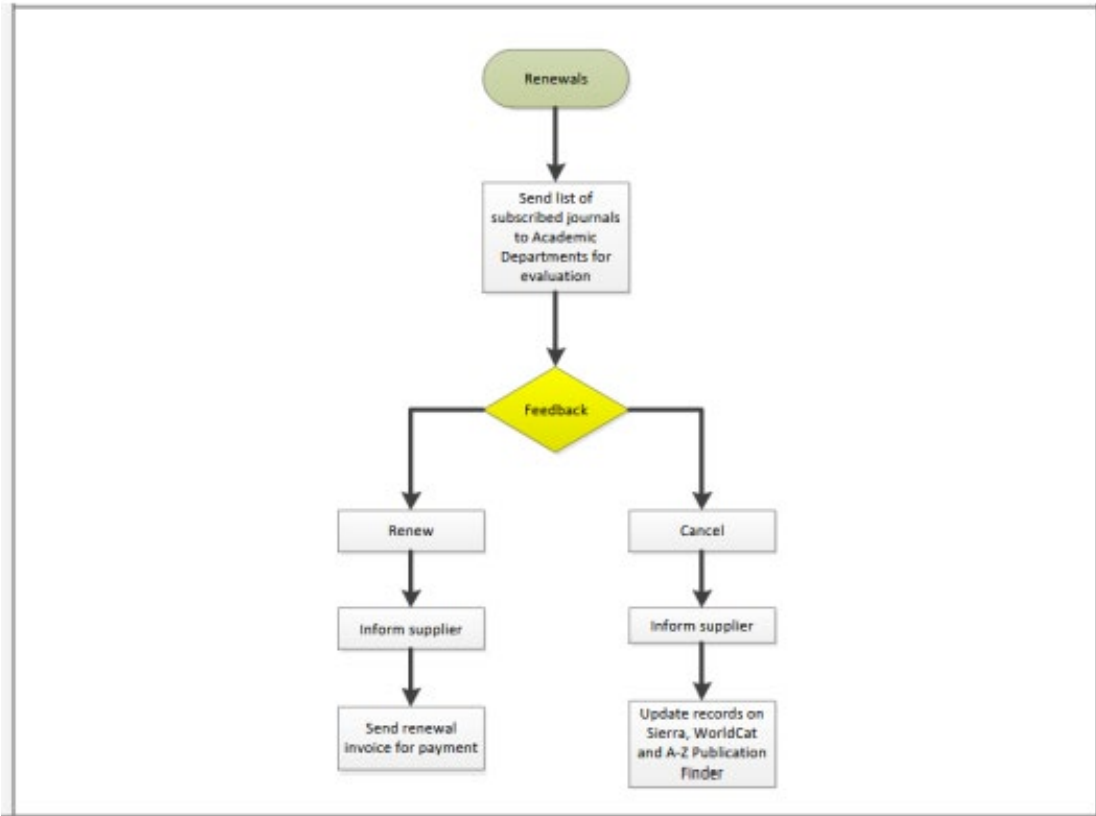 Renewals
Send list of
subscribed journals
to Academic
Departments for
evaluation
Feedback
Renew
Inform supplier
Send renewal
invoice for payment
Cancel
Inform supplier
Update records on
Sierra, WorldCat
and A-Z Publication
Finder